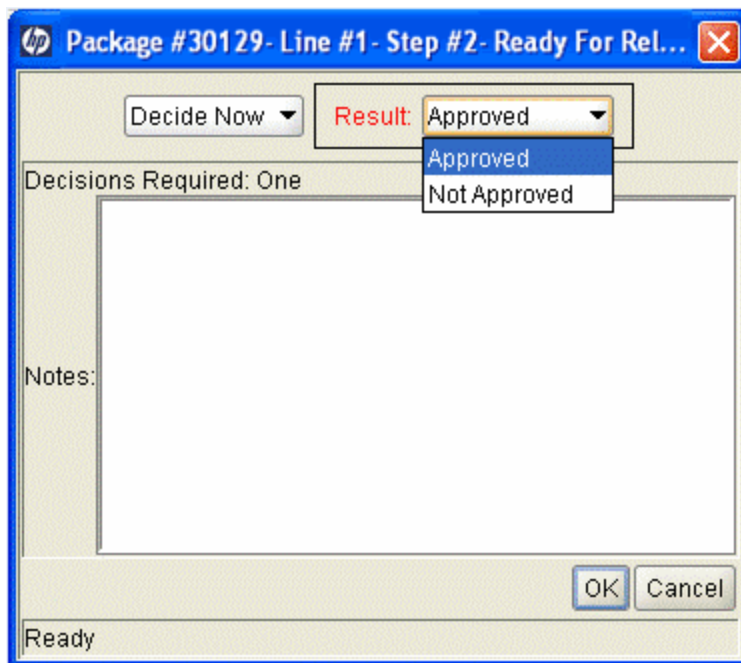 hp Package #30129- Line #1- Step #2- Ready For Rel...
Decide Now Result: Approved
Approved
Not Approved
Decisions Required: One
Notes:
OK Cancel
Ready